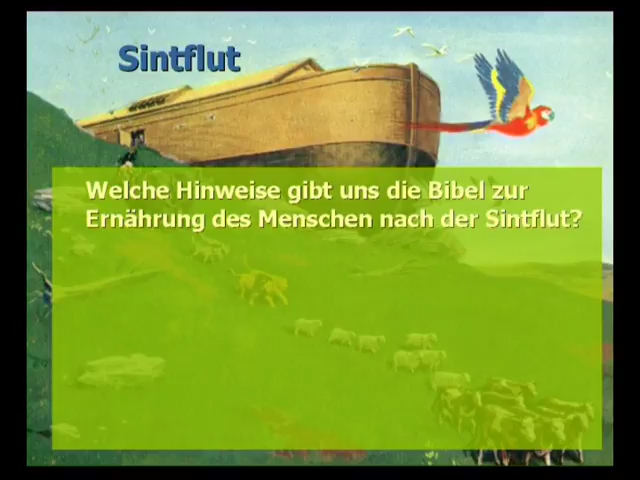 Sintflut
Welche Hinweise gibt uns die Bibel zur
Ernährung des Menschen nach der Sintflut?